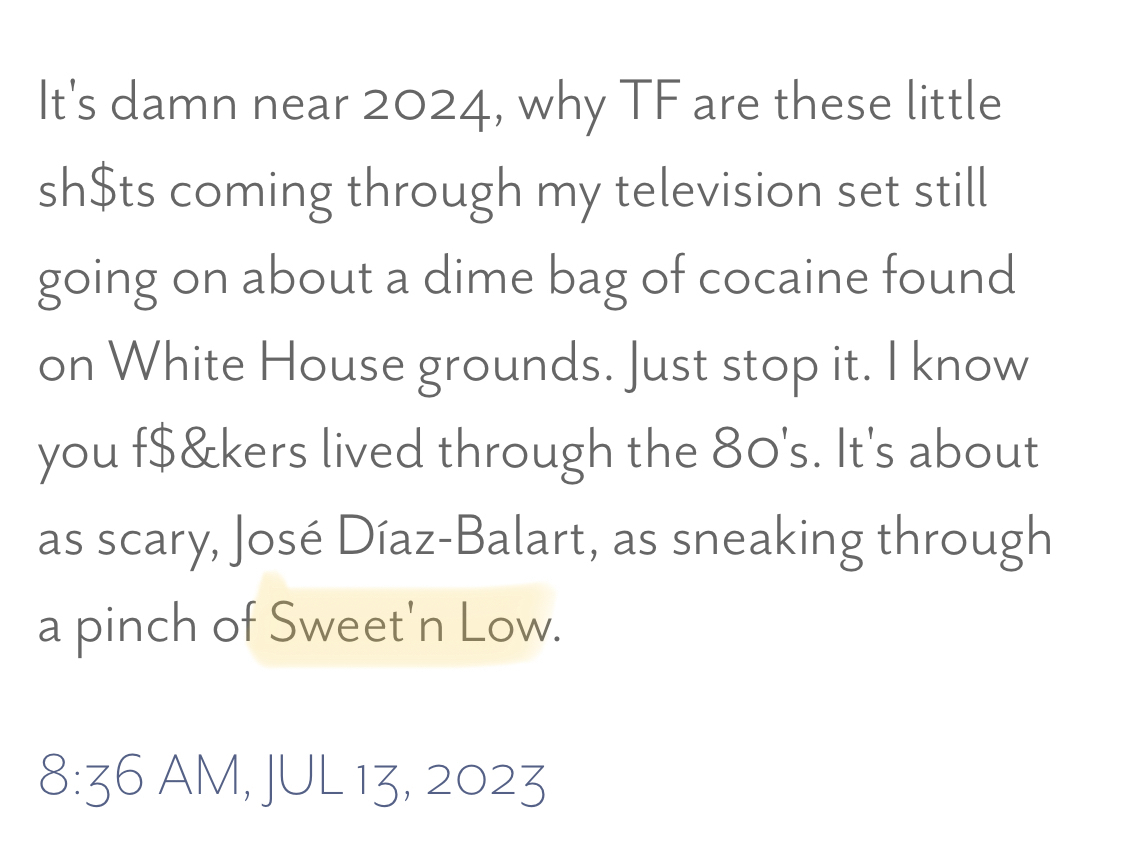 It's damn near 2024, why TF are these little
sh$ts coming through my television set still
going on about a dime bag of cocaine found
on White House grounds. Just stop it. I know
you f$&kers lived through the 80's. It's about
as scary, José Díaz-Balart, as sneaking through
a pinch of Sweet'n Low.
8:36 AM, JUL 13, 2023